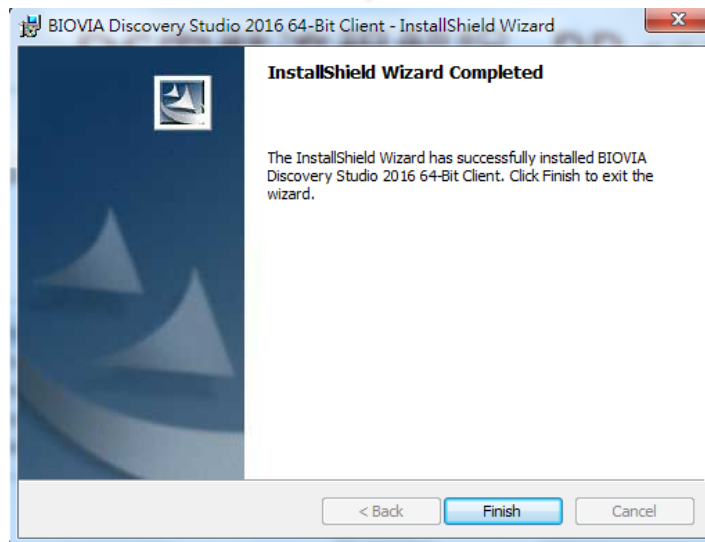 BIOVIA Discovery Studio 2016 64-Bit Client - InstallShield Wizard
InstallShield Wizard Completed
The InstallShield Wizard has successfully installed BIOVIA
Discovery Studio 2016 64-Bit Client. Click Finish to exit the
wizard.
< Back
Finish
Cancel